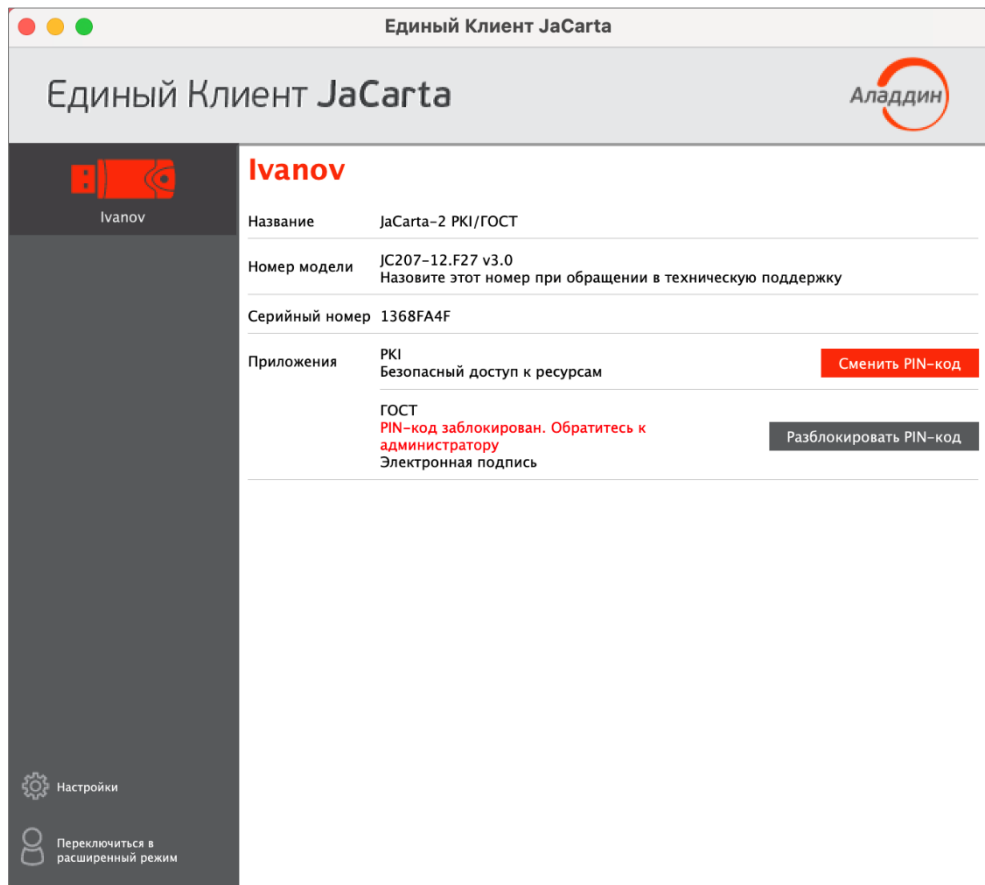 Единый Клиент JaCarta
Единый Клиент JaCarta
Аладдин
Ivanov
Ivanov
Название
JaCarta-2 PKI/ГОСТ
Номер модели
JC207-12.F27 v3.0
Назовите этот номер при обращении в техническую поддержку
Серийный номер 1368FA4F
Приложения
PKI
Безопасный доступ к ресурсам
Сменить PIN-код
ГОСТ
PIN-код заблокирован. Обратитесь к
администратору
Электронная подпись
Разблокировать PIN-код
Настройки
Переключиться в
расширенный режим